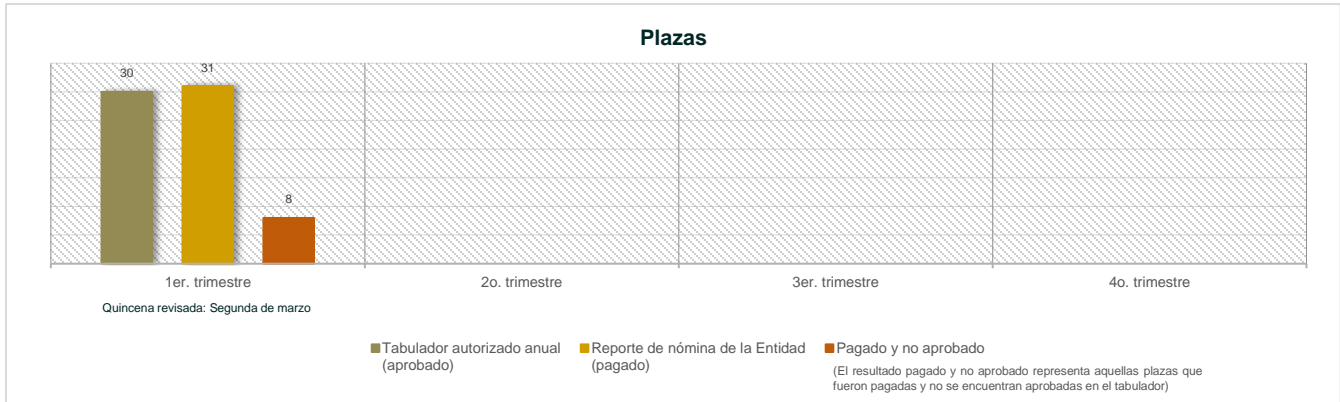 Plazas
30
31
8
1er. trimestre
2o. trimestre
3er. trimestre
4o. trimestre
Quincena revisada: Segunda de marzo
Tabulador autorizado anual
(aprobado)
Reporte de nómina de la Entidad
(pagado)
Pagado y no aprobado
(El resultado pagado y no aprobado representa aquellas plazas que
fueron pagadas y no se encuentran aprobadas en el tabulador)